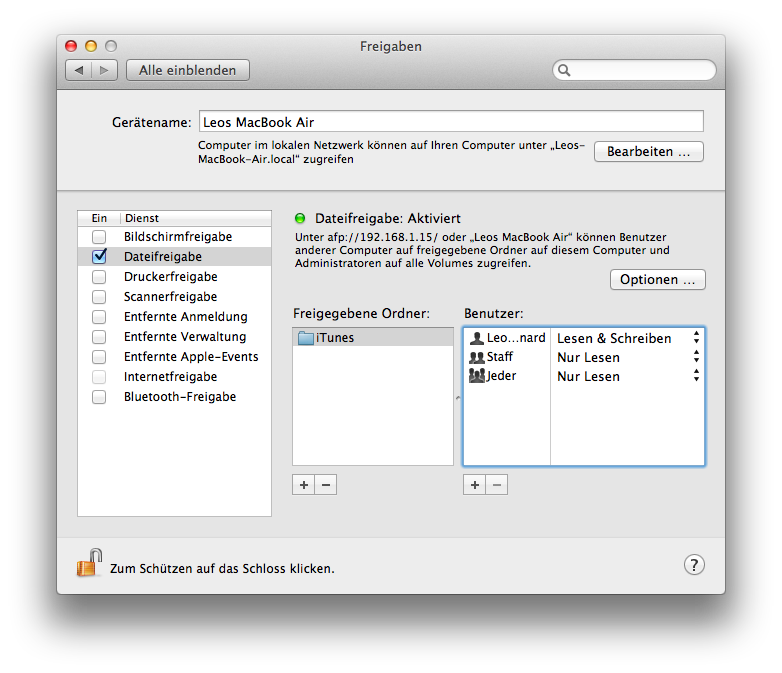 Freigaben
Alle einblenden
Gerätename: Leos MacBook Air
Computer im lokalen Netzwerk können auf Ihren Computer unter „Leos-
MacBook-Air.local“ zugreifen
Bearbeiten ...
Ein Dienst
Bildschirmfreigabe
Dateifreigabe
Druckerfreigabe
Scannerfreigabe
Entfernte Anmeldung
Entfernte Verwaltung
Entfernte Apple-Events
Internetfreigabe
Bluetooth-Freigabe
Dateifreigabe: Aktiviert
Unter afp://192.168.1.15/ oder „Leos MacBook Air“ können Benutzer
anderer Computer auf freigegebene Ordner auf diesem Computer und
Administratoren auf alle Volumes zugreifen.
Optionen ...
Freigegebene Ordner:
iTunes
Benutzer:
Leo...nard Lesen & Schreiben
Staff Nur Lesen
Jeder Nur Lesen
+ −
+ −
Zum Schützen auf das Schloss klicken.
?